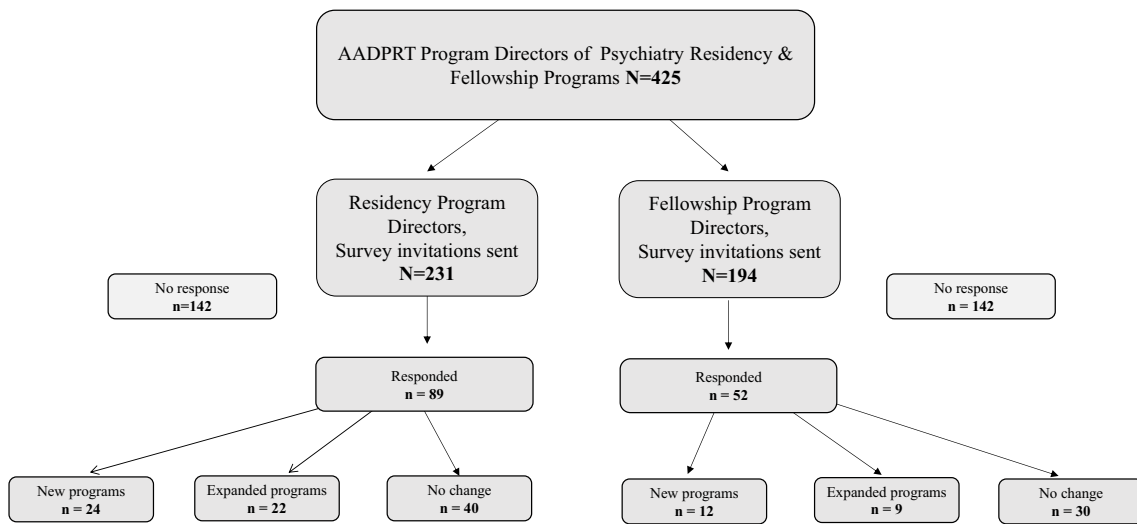 AADPRT Program Directors of Psychiatry Residency &
Fellowship Programs N=425
Residency Program
Directors,
Survey invitations sent
N=231
Fellowship Program
Directors,
Survey invitations sent
N=194
No response
n=142
No response
n = 142
Responded
n = 89
Responded
n = 52
New programs
n = 24
Expanded programs
n = 22
No change
n = 40
New programs
n = 12
Expanded programs
n = 9
No change
n = 30